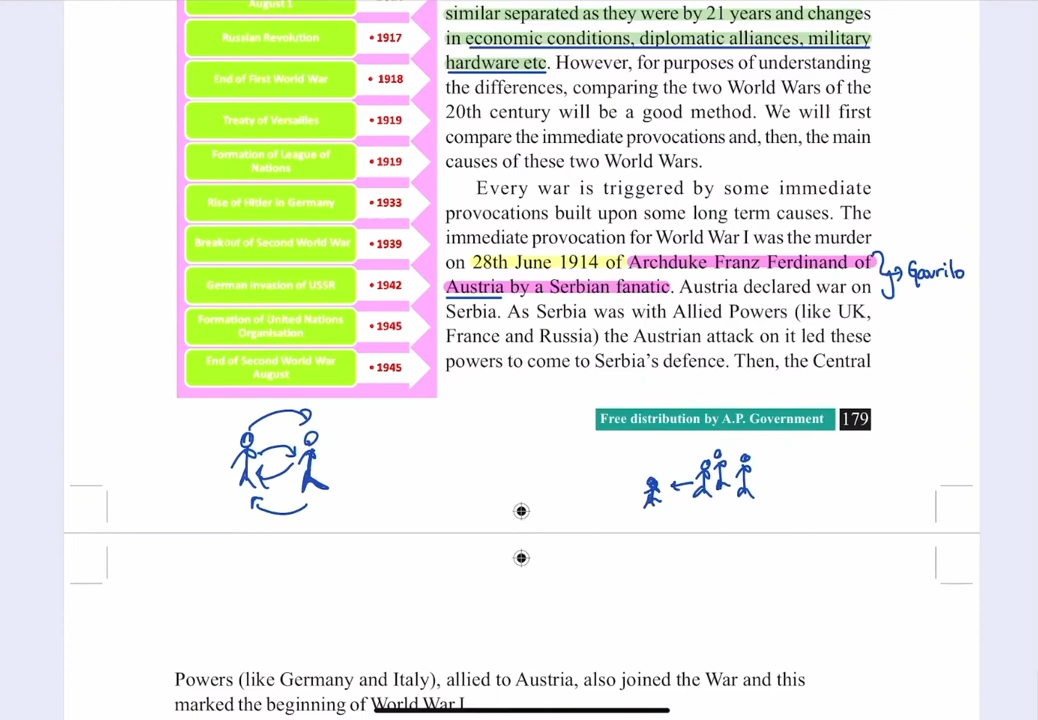 August 1
Russian Revolution • 1917
End of First World War • 1918
Treaty of Versailles • 1919
Formation of League of
Nations • 1919
Rise of Hitler in Germany • 1933
Breakout of Second World War • 1939
German Invasion of USSR • 1942
Formation of United Nations
Organisation • 1945
End of Second World War
August • 1945
similar separated as they were by 21 years and changes
in economic conditions, diplomatic alliances, military
hardware etc. However, for purposes of understanding
the differences, comparing the two World Wars of the
20th century will be a good method. We will first
compare the immediate provocations and, then, the main
causes of these two World Wars.
Every war is triggered by some immediate
provocations built upon some long term causes. The
immediate provocation for World War I was the murder
on 28th June 1914 of Archduke Franz Ferdinand of
Austria by a Serbian fanatic. Austria declared war on
Serbia. As Serbia was with Allied Powers (like UK,
France and Russia) the Austrian attack on it led these
powers to come to Serbia's defence. Then, the Central
Gavrilo
Free distribution by A.P. Government 179
Powers (like Germany and Italy), allied to Austria, also joined the War and this
marked the beginning of World War I